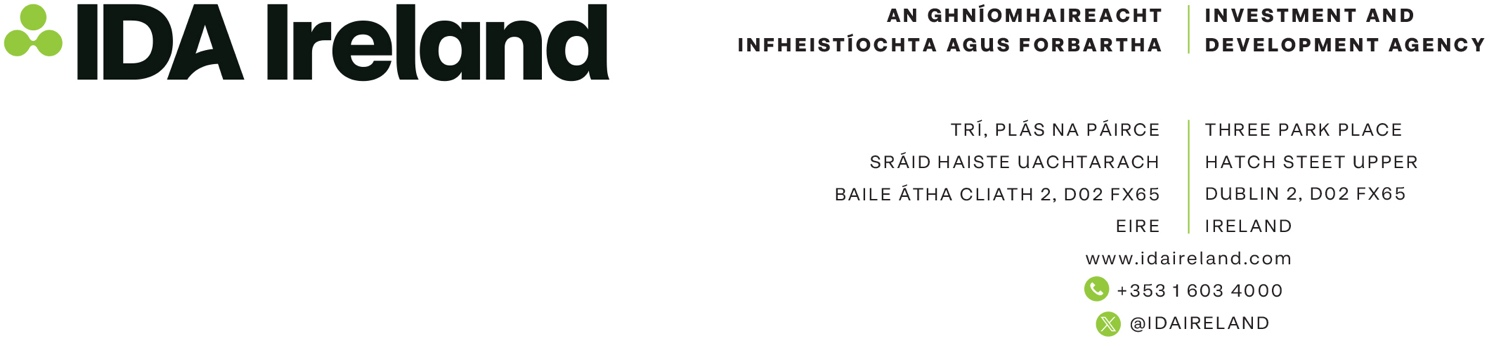 IDA Ireland
AN GHNÍOMHAIREACHT
INFHEISTÍOCHTA AGUS FORBARTHA
INVESTMENT AND
DEVELOPMENT AGENCY
TRÍ, PLÁS NA PÁIRCE
SRÁID HAISTE UACHTARACH
BAILE ÁTHA CLIATH 2, D02 FX65
EIRE
THREE PARK PLACE
HATCH STEET UPPER
DUBLIN 2, D02 FX65
IRELAND
www.idaireland.com
+353 1 603 4000
@IDAIRELAND